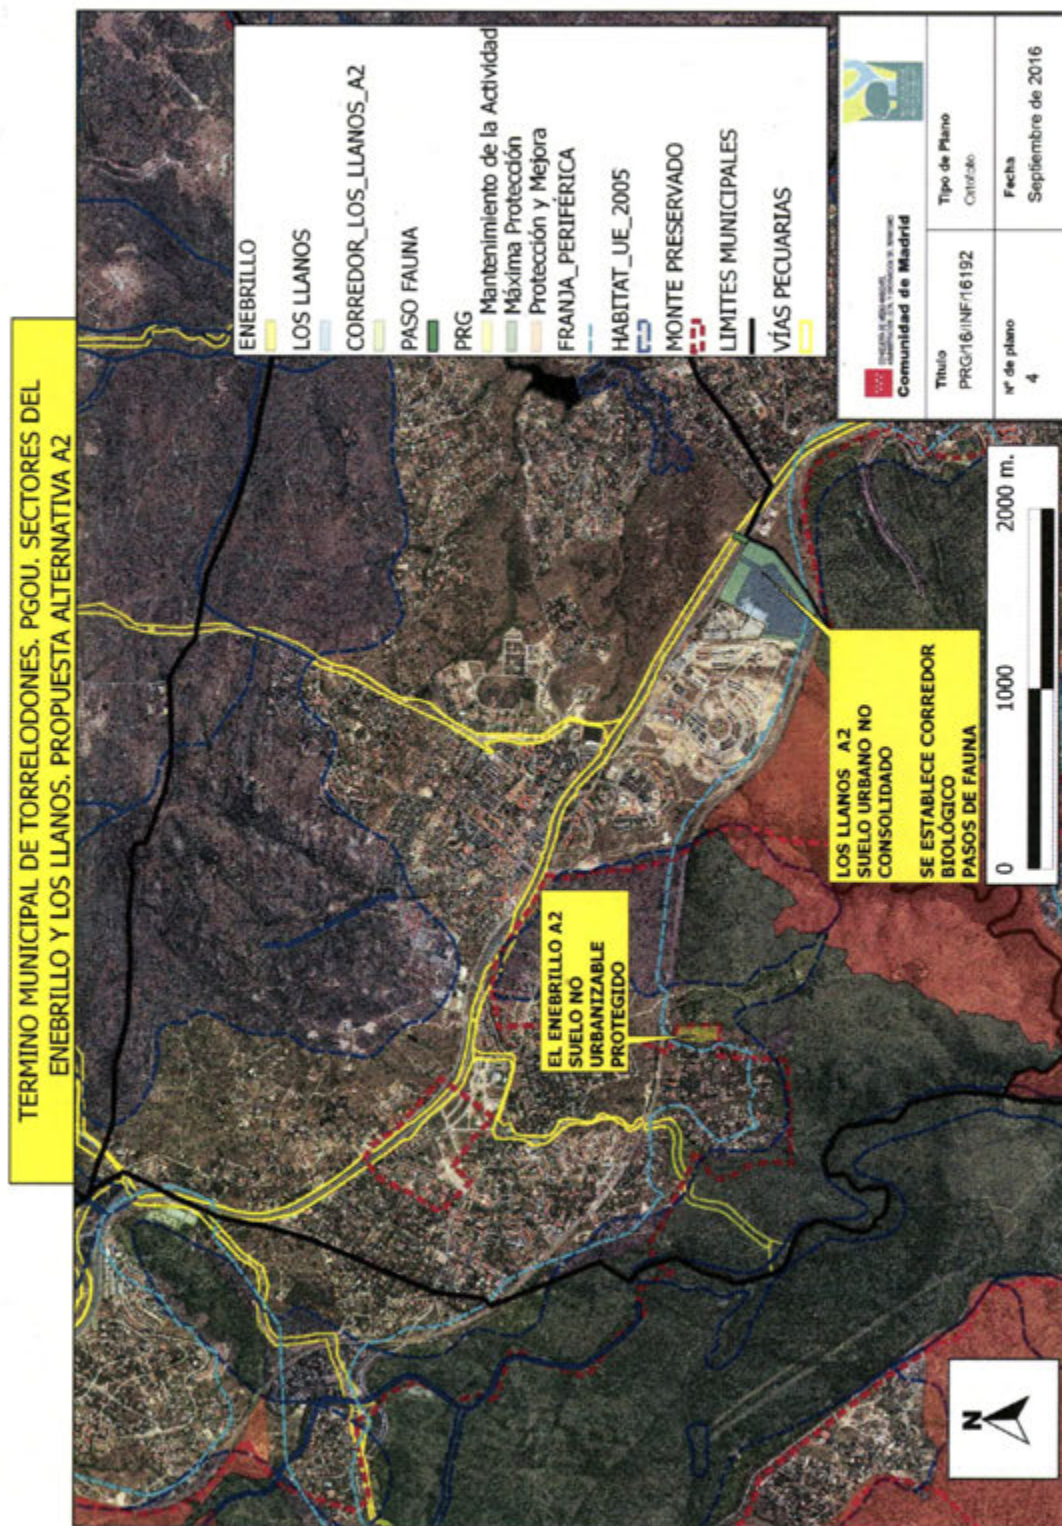 TERMINO MUNICIPAL DE TORRELODONES. PGOU. SECTORES DEL
ENEBRILLO Y LOS LLANOS. PROPUESTA ALTERNATIVA A2
ENEBRILLO
LOS LLANOS
CORREDOR_LOS_LLANOS_A2
PASO FAUNA
PRG
Mantenimiento de la Actividad
Máxima Protección
Protección y Mejora
FRANJA_PERIFÉRICA
HABITAT_UE_2005
MONTE PRESERVADO
LIMITES MUNICIPALES
VÍAS PECUARIAS
EL ENEBRILLO A2
SUELO NO
URBANIZABLE
PROTEGIDO
LOS LLANOS A2
SUELO URBANO NO
CONSOLIDADO
SE ESTABLECE CORREDOR
BIOLÓGICO
PASOS DE FAUNA
0 1000 2000 m.
N
Comunidad de Madrid
Título
PRG/16/INF/16192
Tipo de Plano
Ortofoto
Nº de plano
4
Fecha
Septiembre de 2016